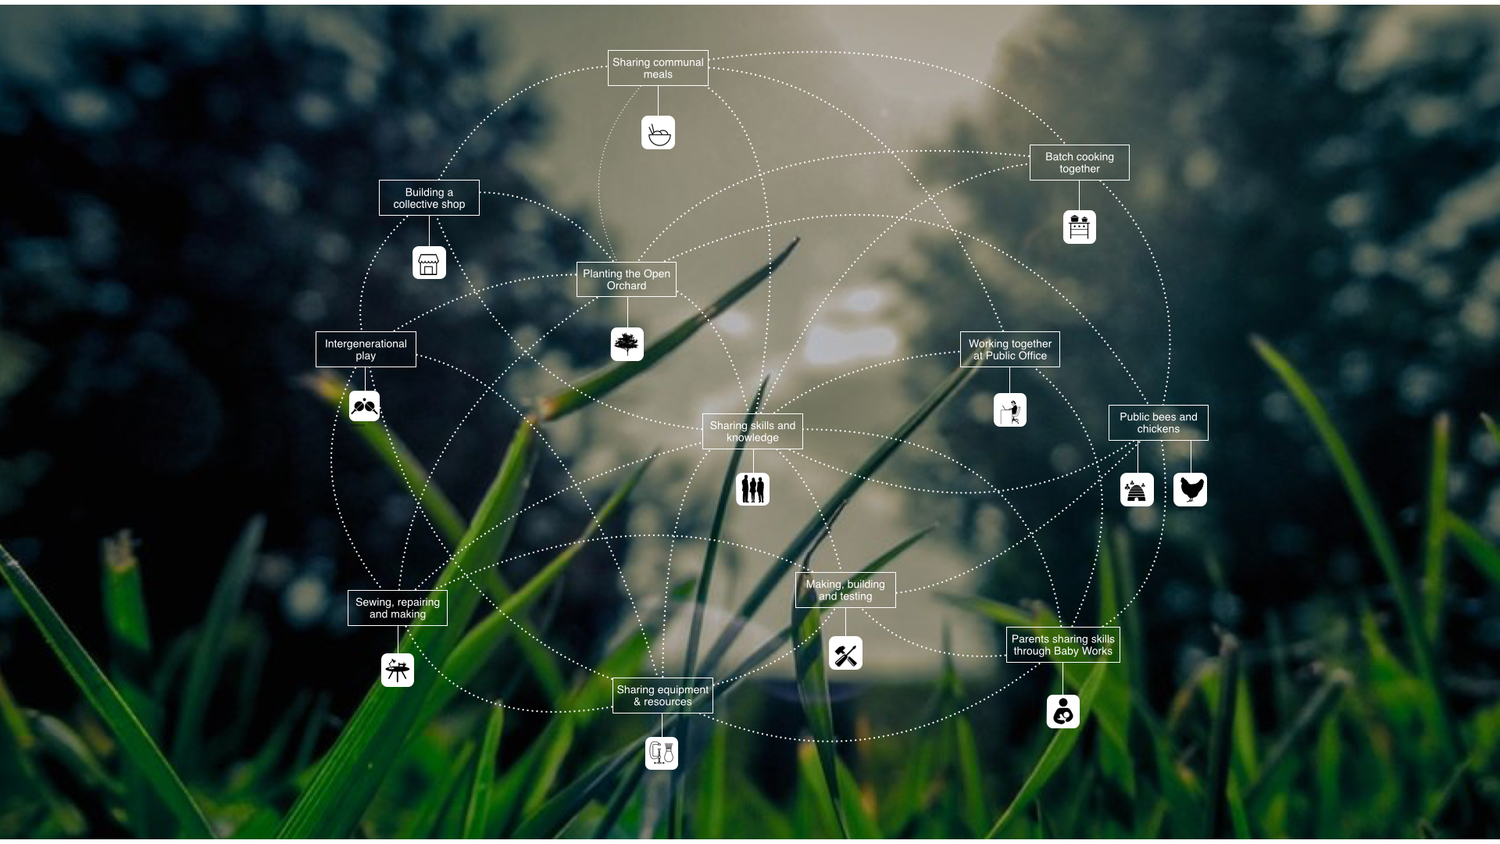 Sharing communal
meals
Batch cooking
together
Building a
collective shop
Planting the Open
Orchard
Intergenerational
play
Working together
at Public Office
Public bees and
chickens
Sharing skills and
knowledge
Making, building
and testing
Sewing, repairing
and making
Parents sharing skills
through Baby Works
Sharing equipment
& resources